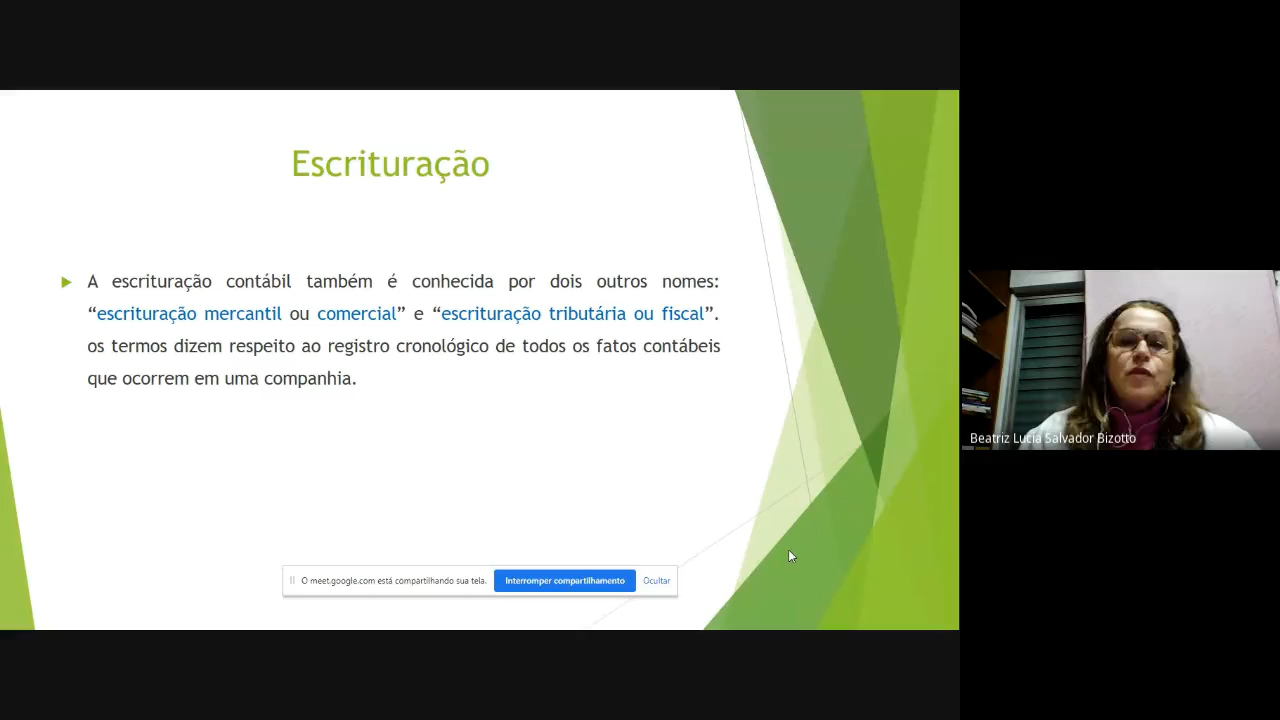 Escrituração
A escrituração contábil também é conhecida por dois outros nomes:
“escrituração mercantil ou comercial” e “escrituração tributária ou fiscal”.
os termos dizem respeito ao registro cronológico de todos os fatos contábeis
que ocorrem em uma companhia.
O meet.google.com está compartilhando sua tela. Interromper compartilhamento Ocultar
Beatriz Lucia Salvador Bizotto